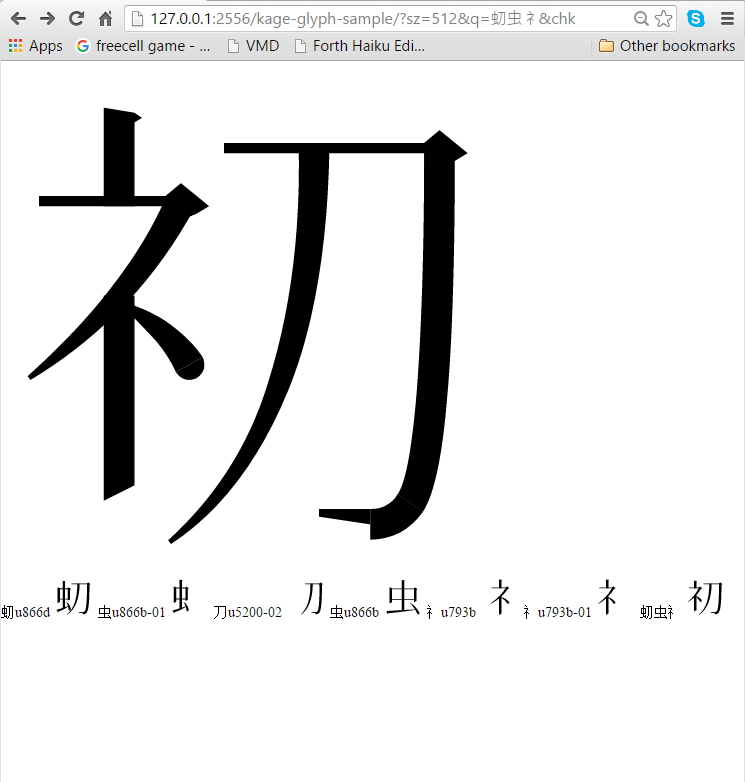 127.0.0.1:2556/kage-glyph-sample/?sz=512&q=虭虫礻&chk
Apps freecell game - ... VMD Forth Haiku Edi... Other bookmarks
虭u866d 虭 虫u866b-01 虫 刀u5200-02 刀 虫u866b 虫 礻u793b 礻 礻u793b-01 礻 虭虫礻